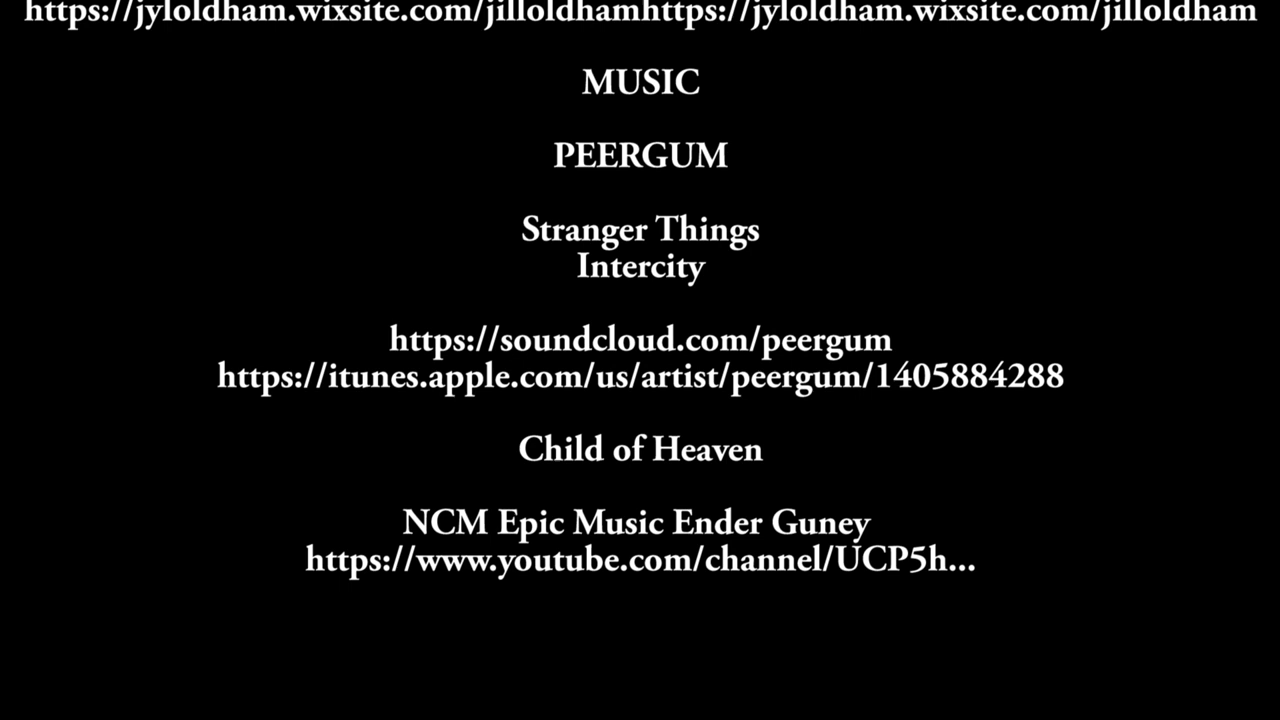 https://jyloldham.wixsite.com/jilloldhamhttps://jyloldham.wixsite.com/jilloldham
MUSIC
PEERGUM
Stranger Things
Intercity
https://soundcloud.com/peergum
https://itunes.apple.com/us/artist/peergum/1405884288
Child of Heaven
NCM Epic Music Ender Guney
https://www.youtube.com/channel/UCP5h...